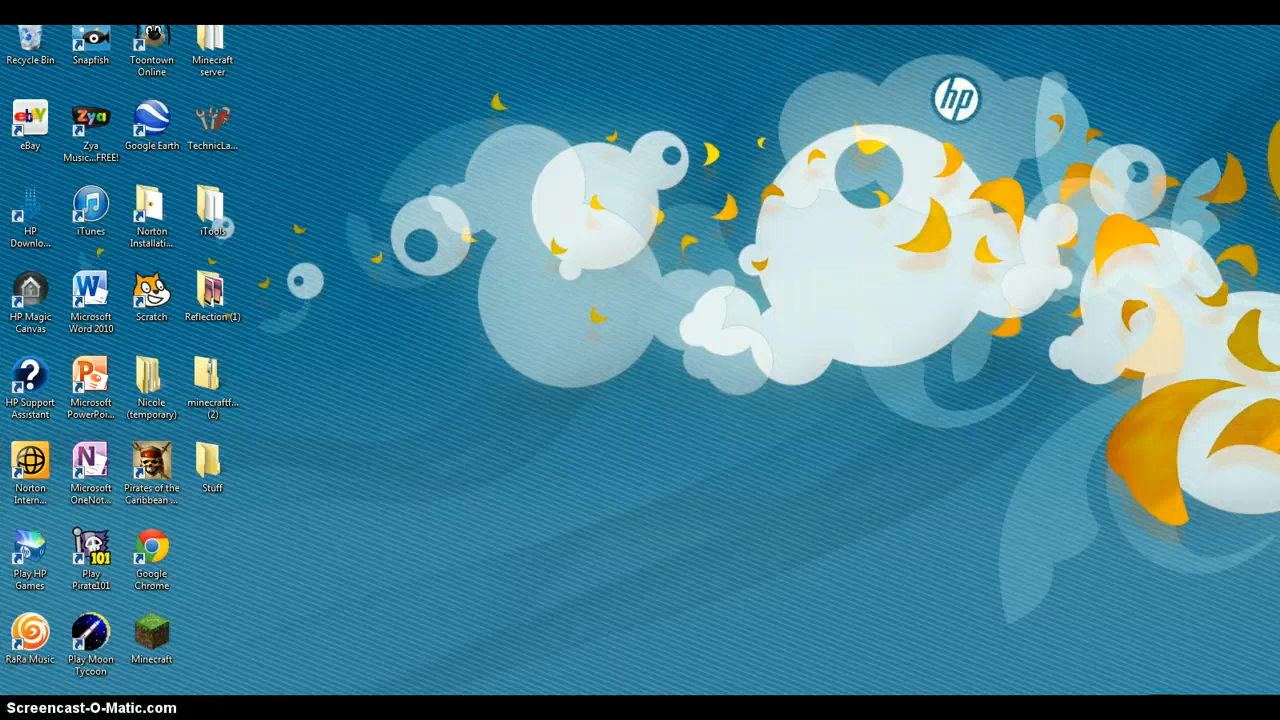 Recycle Bin
Snapfish
Toontown
Online
Minecraft
server
ebY
eBay
Zya
Zya
Music...FREE!
Google Earth
TechnicLa...
hp
HP
Downlo...
iTunes
Norton
Installati...
iTools
HP Magic
Canvas
W
Microsoft
Word 2010
Scratch
Reflection (1)
?
HP Support
Assistant
P
Microsoft
PowerPoi...
Nicole
(temporary)
minecraftf...
(2)
Norton
Intern...
N
Microsoft
OneNot...
Pirates of the
Caribbean ...
Stuff
Play HP
Games
101
Play
Pirate101
Google
Chrome
RaRa Music
Play Moon
Tycoon
Minecraft
Screencast-O-Matic.com